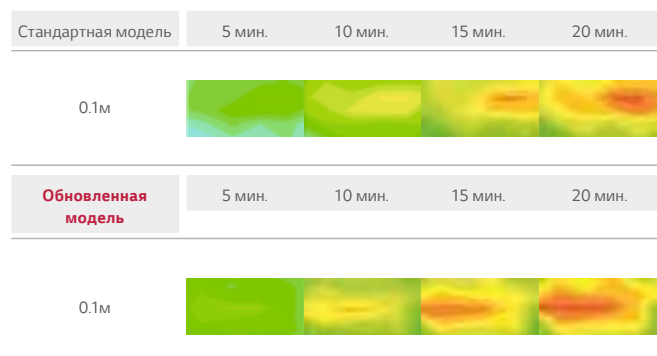 Стандартная модель 5 мин. 10 мин. 15 мин. 20 мин.
0.1м
Обновленная 5 мин. 10 мин. 15 мин. 20 мин.
модель
0.1м